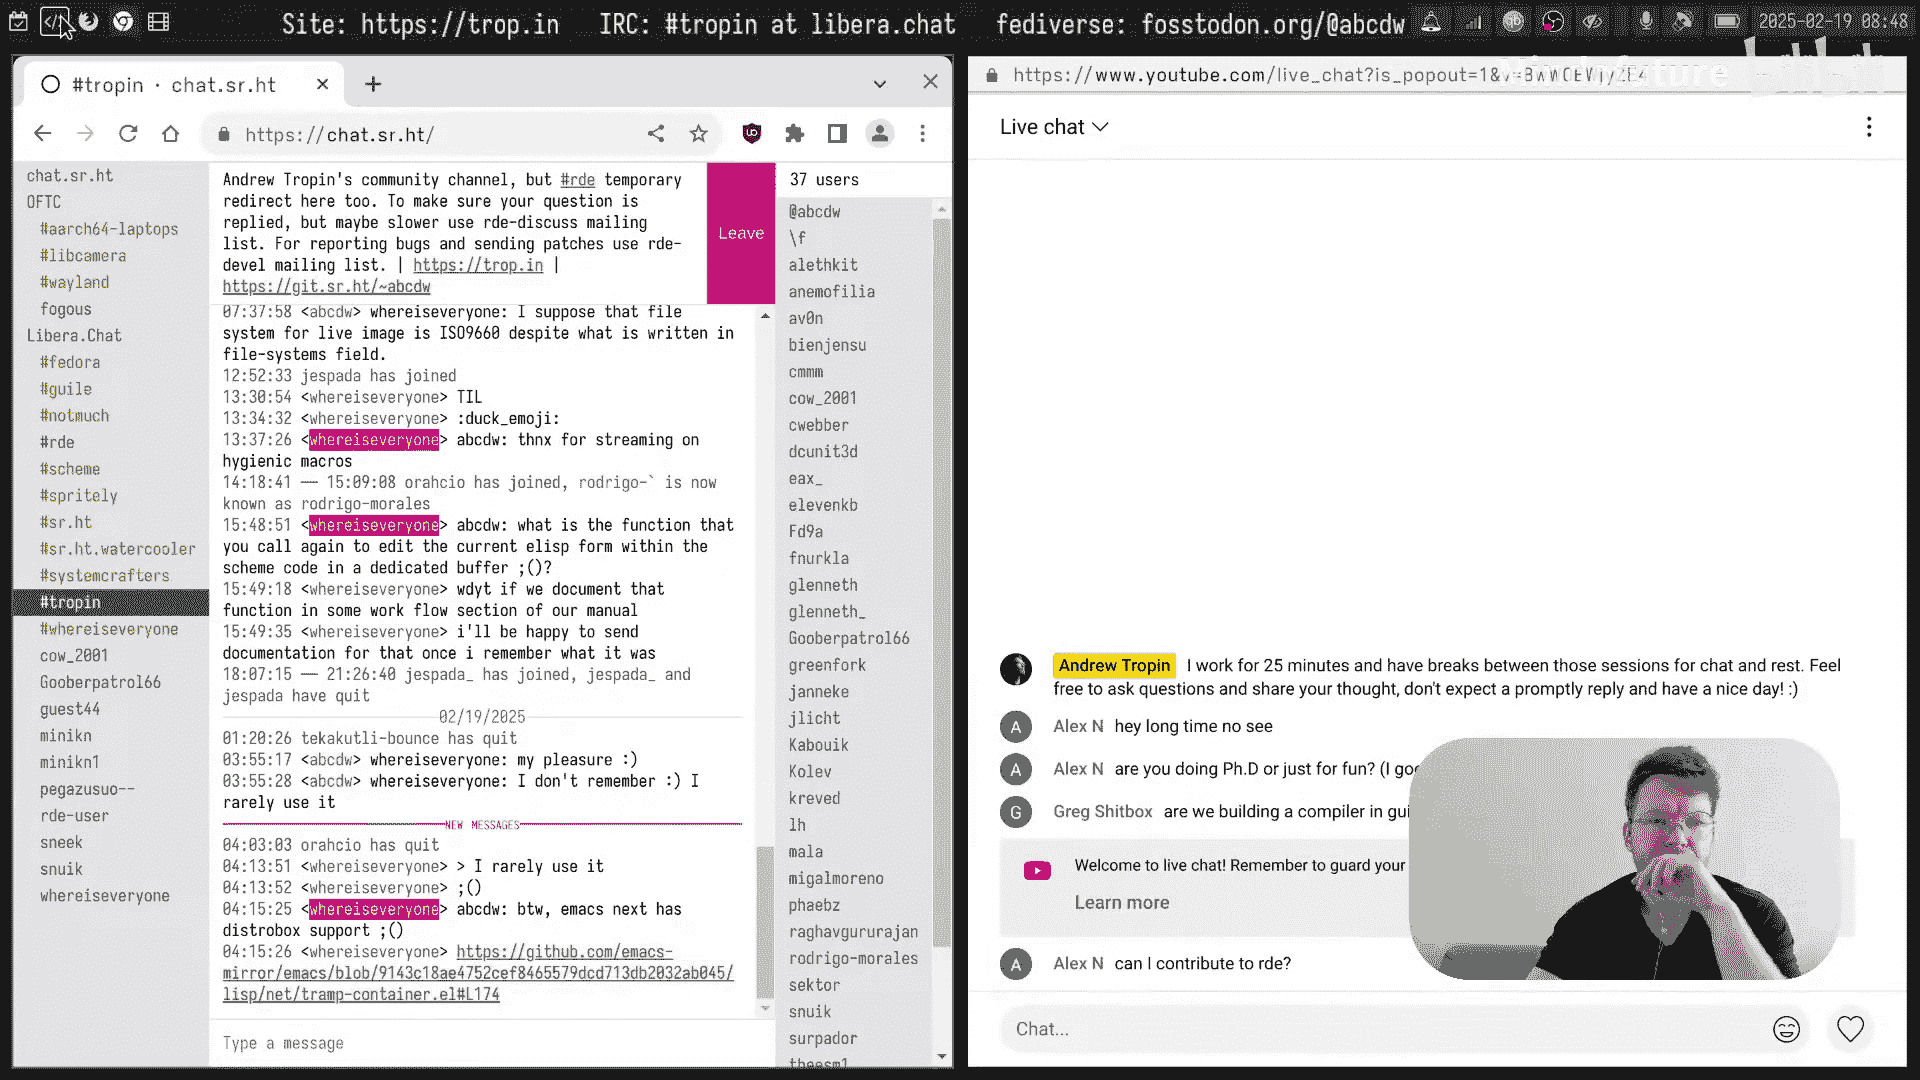 Site: https://trop.in IRC: #tropin at libera.chat fediverse: fosstodon.org/@abcdw
2025-02-19 08:48
#tropin · chat.sr.ht
https://chat.sr.ht/
chat.sr.ht
OFTC
#aarch64-laptops
#libcamera
#wayland
fogous
Libera.Chat
#fedora
#guile
#notmuch
#rde
#scheme
#spritely
#sr.ht
#sr.ht.watercooler
#systemcrafters
#tropin
#whereiseveryone
cow_2001
Gooberpatrol66
guest44
minikn
minikn1
pegazusuo--
rde-user
sneek
snuik
whereiseveryone
Andrew Tropin's community channel, but #rde temporary
redirect here too. To make sure your question is
replied, but maybe slower use rde-discuss mailing
list. For reporting bugs and sending patches use rde-
devel mailing list. | https://trop.in |
https://git.sr.ht/~abcdw
Leave
07:37:58 <abcdw> whereiseveryone: I suppose that file
system for live image is ISO9660 despite what is written in
file-systems field.
12:52:33 jespada has joined
13:30:54 <whereiseveryone> TIL
13:34:32 <whereiseveryone> :duck_emoji:
13:37:26 <whereiseveryone> abcdw: thnx for streaming on
hygienic macros
14:18:41 — 15:09:08 orahcio has joined, rodrigo-` is now
known as rodrigo-morales
15:48:51 <whereiseveryone> abcdw: what is the function that
you call again to edit the current elisp form within the
scheme code in a dedicated buffer ;()?
15:49:18 <whereiseveryone> wdyt if we document that
function in some work flow section of our manual
15:49:35 <whereiseveryone> i'll be happy to send
documentation for that once i remember what it was
18:07:15 — 21:26:40 jespada_ has joined, jespada_ and
jespada have quit
02/19/2025
01:20:26 tekakutli-bounce has quit
03:55:17 <abcdw> whereiseveryone: my pleasure :)
03:55:28 <abcdw> whereiseveryone: I don't remember :) I
rarely use it
NEW MESSAGES
04:03:03 orahcio has quit
04:13:51 <whereiseveryone> > I rarely use it
04:13:52 <whereiseveryone> ;()
04:15:25 <whereiseveryone> abcdw: btw, emacs next has
distrobox support ;()
04:15:26 <whereiseveryone> https://github.com/emacs-
mirror/emacs/blob/9143c18ae4752cef8465579dcd713db2032ab045/
lisp/net/tramp-container.el#L174
Type a message
37 users
@abcdw
\f
alethkit
anemofilia
av0n
bienjensu
cmmm
cow_2001
cwebber
dcunit3d
eax_
elevenkb
Fd9a
fnurkla
glenneth
glenneth_
Gooberpatrol66
greenfork
janneke
jlicht
Kabouik
Kolev
kreved
lh
mala
migalmoreno
phaebz
raghavgururajan
rodrigo-morales
sektor
snuik
surpador
theesm1
https://www.youtube.com/live_chat?is_popout=1&
Live chat
Andrew Tropin I work for 25 minutes and have breaks between those sessions for chat and rest. Feel
free to ask questions and share your thought, don't expect a promptly reply and have a nice day! :)
A Alex N hey long time no see
A Alex N are you doing Ph.D or just for fun? (I
G Greg Shitbox are we building a compiler in
Welcome to live chat! Remember to guard your
Learn more
A Alex N can I contribute to rde?
Chat...